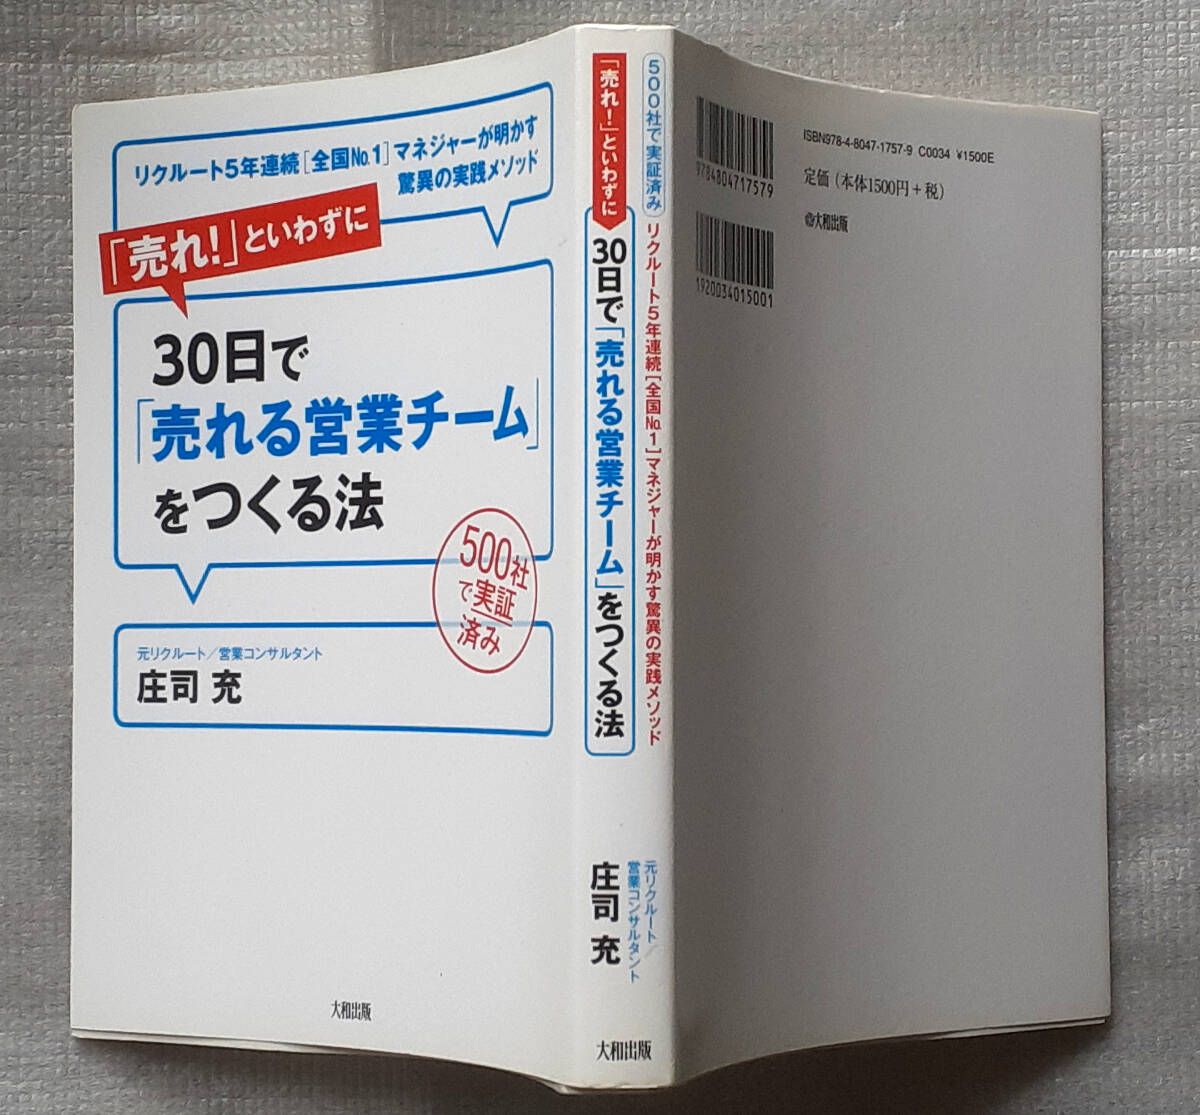 リクルート5年連続［全国No.1］マネジャーが明かす
驚異の実践メソッド
「売れ!」といわずに
30日で
「売れる営業チーム」
をつくる法
500社
で実証
済み
元リクルート／営業コンサルタント
庄司 充
大和出版
500社で実証済み
リクルート5年連続［全国No.1］マネジャーが明かす驚異の実践メソッド
「売れ!」といわずに
30日で「売れる営業チーム」をつくる法
元リクルート／
営業コンサルタント
庄司 充
大和出版
9784804717579
1920034015001
ISBN978-4-8047-1757-9 C0034 ¥1500E
定価（本体1500円＋税）
大和出版